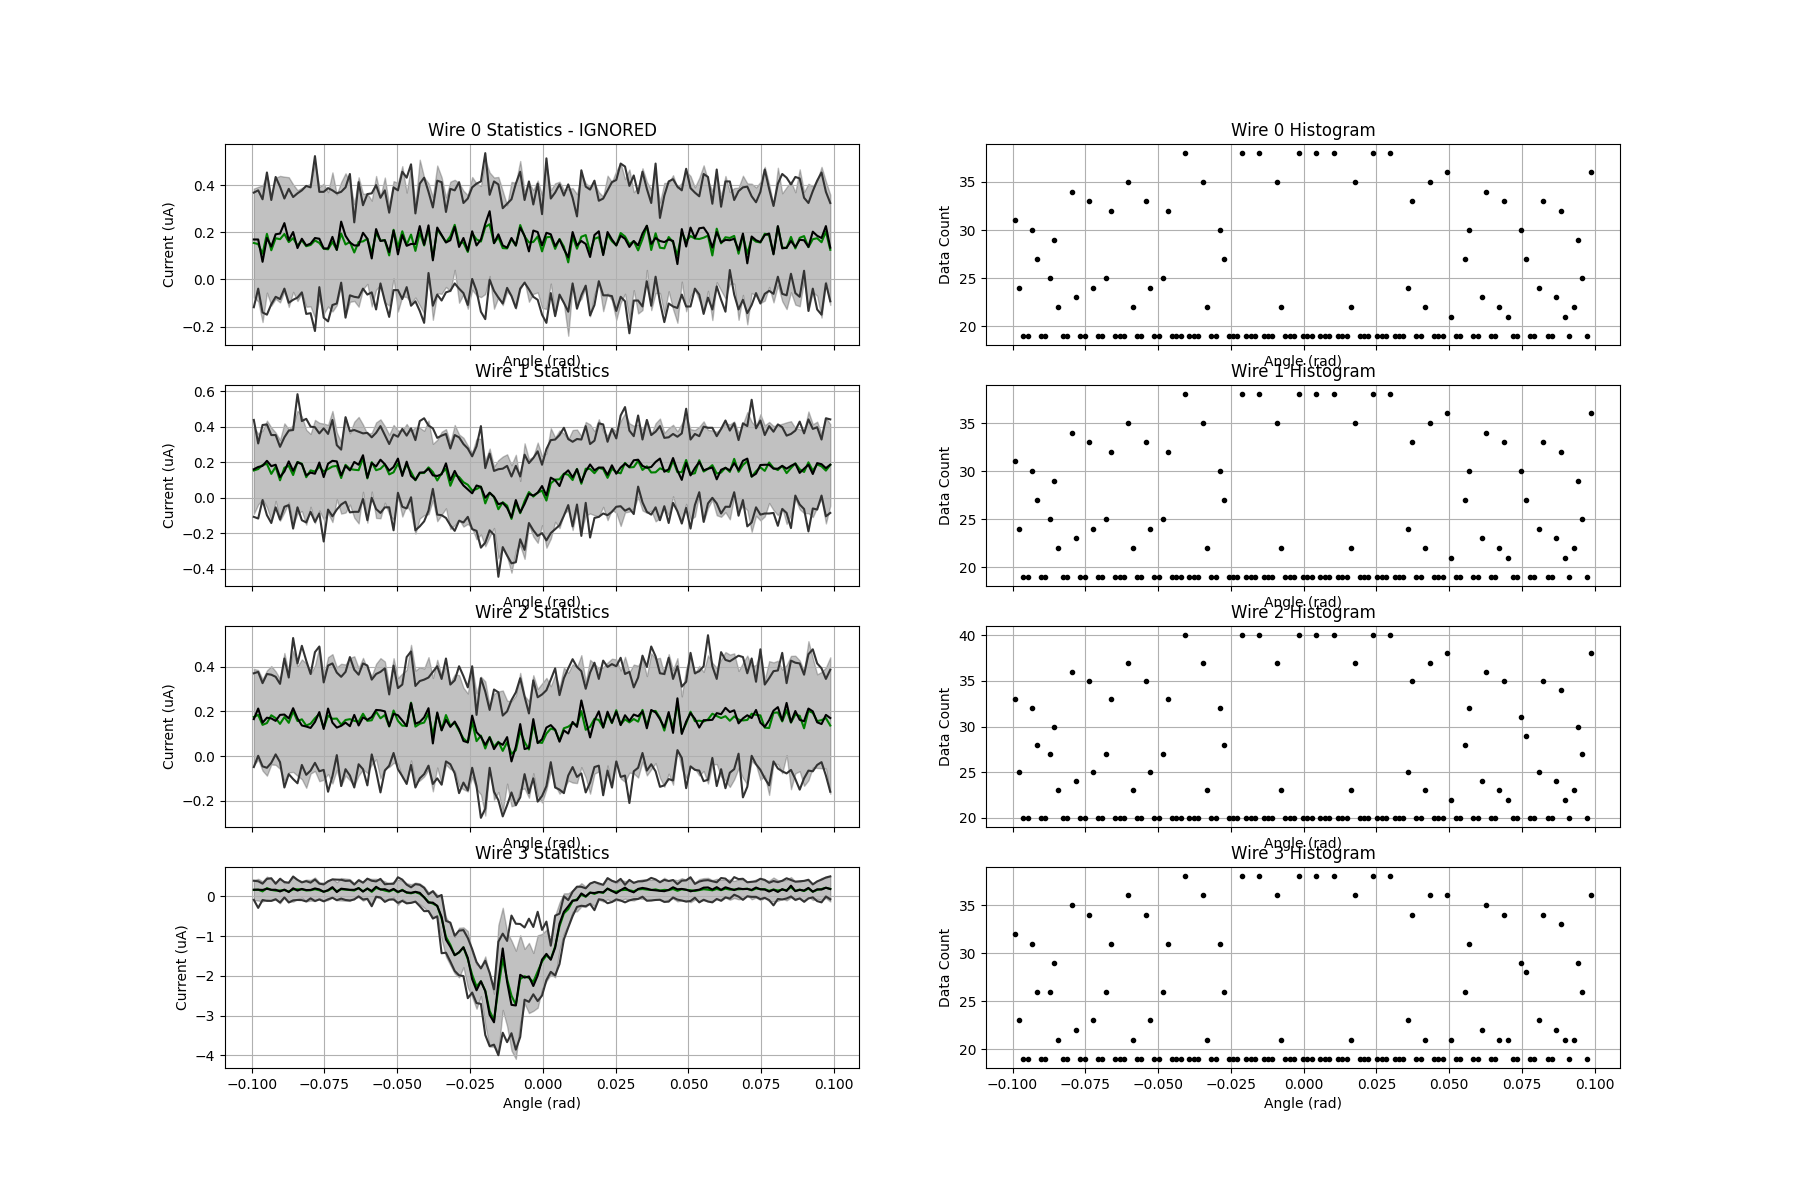 Wire 0 Statistics - IGNORED
Current (uA)
0.4
0.2
0.0
−0.2
Angle (rad)
Wire 0 Histogram
Data Count
35
30
25
20
Angle (rad)
Wire 1 Statistics
Current (uA)
0.6
0.4
0.2
0.0
−0.2
−0.4
Angle (rad)
Wire 1 Histogram
Data Count
35
30
25
20
Angle (rad)
Wire 2 Statistics
Current (uA)
0.4
0.2
0.0
−0.2
Angle (rad)
Wire 2 Histogram
Data Count
40
35
30
25
20
Angle (rad)
Wire 3 Statistics
Current (uA)
0
−1
−2
−3
−4
−0.100 −0.075 −0.050 −0.025 0.000 0.025 0.050 0.075 0.100
Angle (rad)
Wire 3 Histogram
Data Count
35
30
25
20
−0.100 −0.075 −0.050 −0.025 0.000 0.025 0.050 0.075 0.100
Angle (rad)